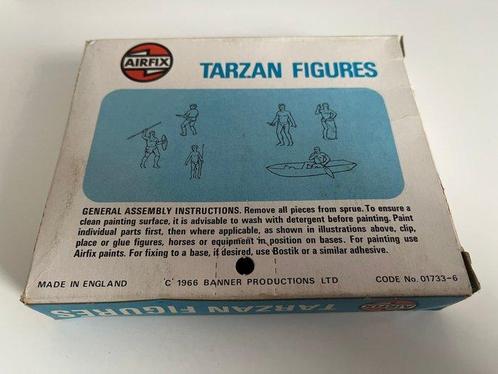 AIRFIX
TARZAN FIGURES
GENERAL ASSEMBLY INSTRUCTIONS. Remove all pieces from sprue. To ensure a
clean painting surface, it is advisable to wash with detergent before painting. Paint
individual parts first, then where applicable, as shown in illustrations above, clip,
place or glue figures, horses or equipment in position on bases. For painting use
Airfix paints. For fixing to a base, if desired, use Bostik or a similar adhesive.
MADE IN ENGLAND
'C' 1966 BANNER PRODUCTIONS LTD
CODE No. 01733-6
TARZAN FIGURES
AIRFIX